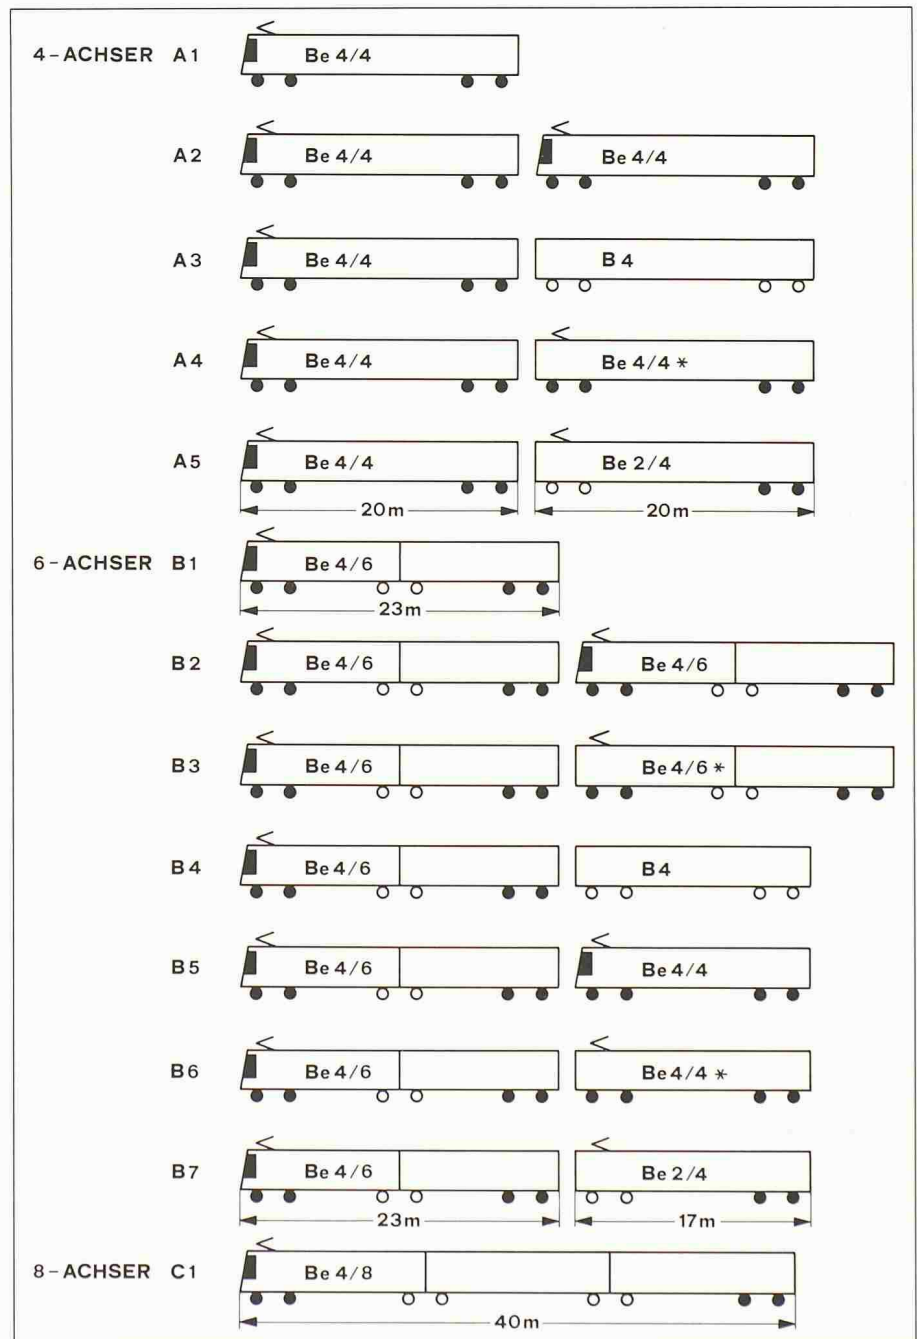 4-ACHSER A1 Be 4/4
A2 Be 4/4 Be 4/4
A3 Be 4/4 B 4
A4 Be 4/4 Be 4/4 *
A5 Be 4/4 Be 2/4
20m 20m
6-ACHSER B1 Be 4/6
23m
B2 Be 4/6 Be 4/6
B3 Be 4/6 Be 4/6 *
B4 Be 4/6 B4
B5 Be 4/6 Be 4/4
B6 Be 4/6 Be 4/4 *
B7 Be 4/6 Be 2/4
23m 17m
8-ACHSER C1 Be 4/8
40m